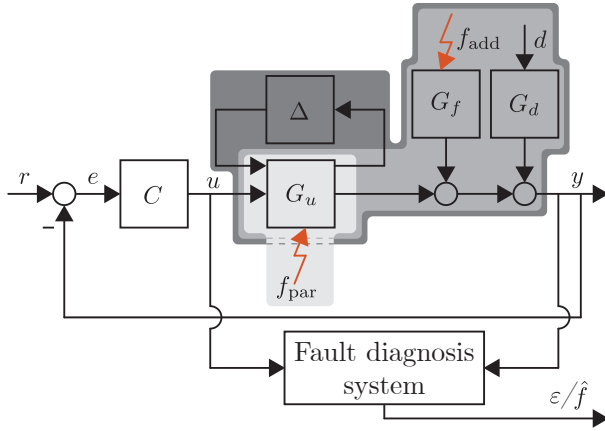 f_add
d
Δ
G_f
G_d
r
e
C
u
G_u
y
-
f_par
Fault diagnosis
system
ε/f̂